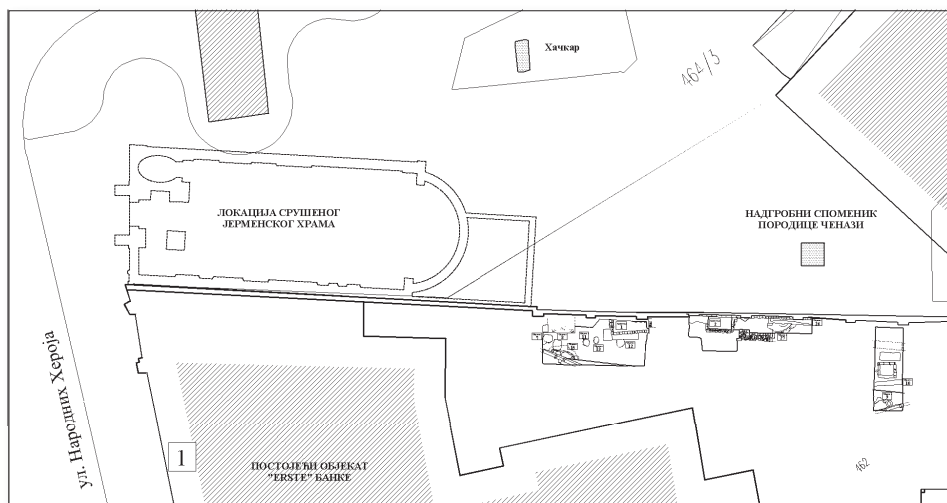 Хачкар
464/3
ЛОКАЦИЈА СРУШЕНОГ
ЈЕРМЕНСКОГ ХРАМА
НАДГРОБНИ СПОМЕНИК
ПОРОДИЦЕ ЧЕНАЗИ
ул. Народних Хероја
1
ПОСТОЈЕЋИ ОБЈЕКАТ
"ERSTE" БАНКЕ
462